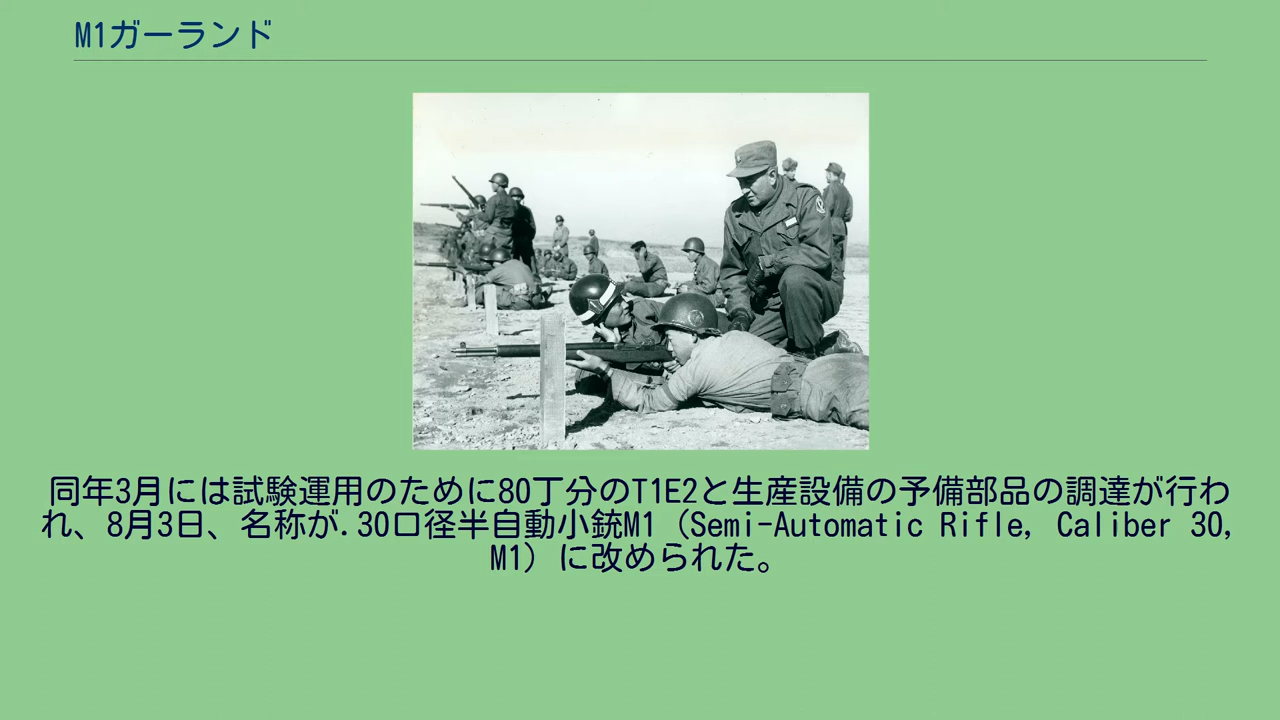 M1ガーランド
同年3月には試験運用のために80丁分のT1E2と生産設備の予備部品の調達が行わ
れ、8月3日、名称が.30口径半自動小銃M1（Semi-Automatic Rifle, Caliber 30,
M1）に改められた。